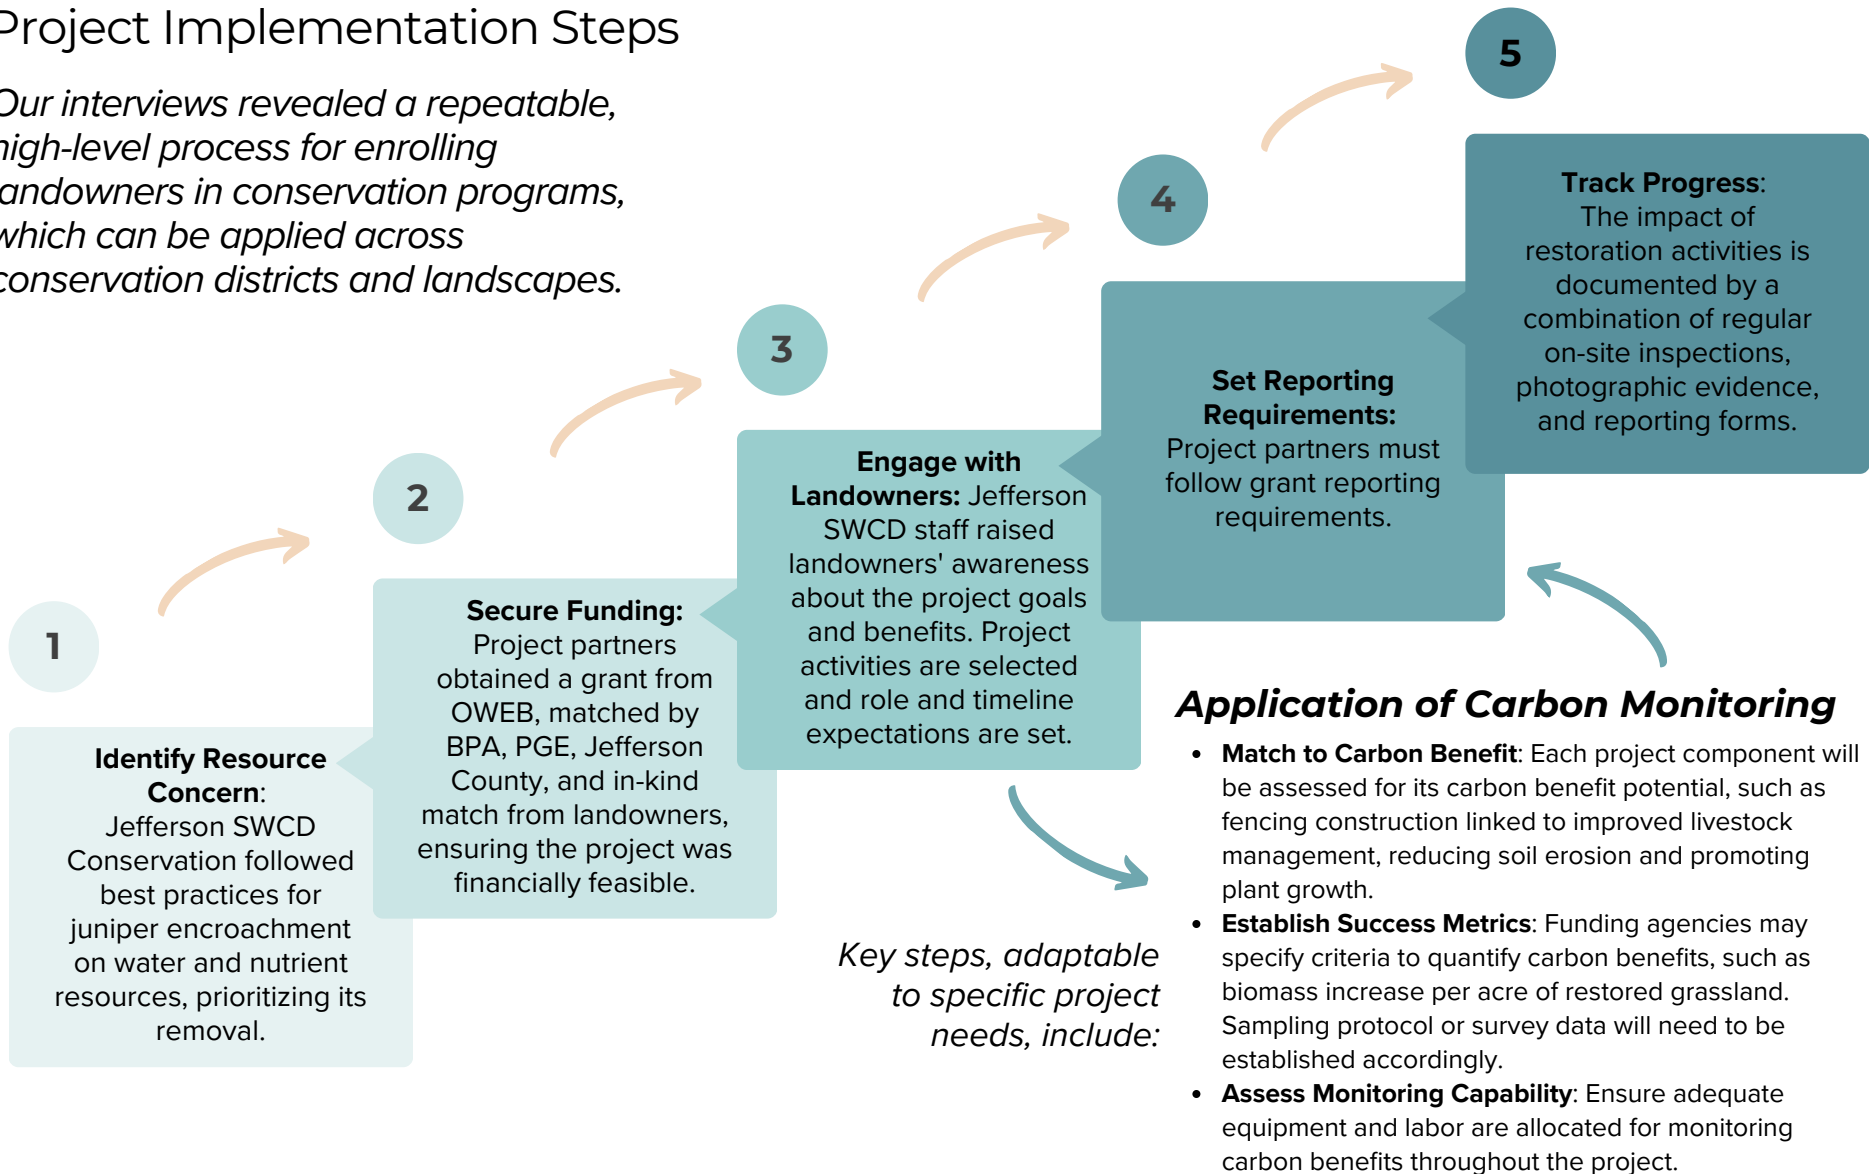 Project Implementation Steps
Our interviews revealed a repeatable,
high-level process for enrolling
landowners in conservation programs,
which can be applied across
conservation districts and landscapes.
1
Identify Resource
Concern:
Jefferson SWCD
Conservation followed
best practices for
juniper encroachment
on water and nutrient
resources, prioritizing its
removal.
2
Secure Funding:
Project partners
obtained a grant from
OWEB, matched by
BPA, PGE, Jefferson
County, and in-kind
match from landowners,
ensuring the project was
financially feasible.
3
Engage with
Landowners: Jefferson
SWCD staff raised
landowners' awareness
about the project goals
and benefits. Project
activities are selected
and role and timeline
expectations are set.
4
Set Reporting
Requirements:
Project partners must
follow grant reporting
requirements.
5
Track Progress:
The impact of
restoration activities is
documented by a
combination of regular
on-site inspections,
photographic evidence,
and reporting forms.
Key steps, adaptable
to specific project
needs, include:
Application of Carbon Monitoring
• Match to Carbon Benefit: Each project component will
be assessed for its carbon benefit potential, such as
fencing construction linked to improved livestock
management, reducing soil erosion and promoting
plant growth.
• Establish Success Metrics: Funding agencies may
specify criteria to quantify carbon benefits, such as
biomass increase per acre of restored grassland.
Sampling protocol or survey data will need to be
established accordingly.
• Assess Monitoring Capability: Ensure adequate
equipment and labor are allocated for monitoring
carbon benefits throughout the project.